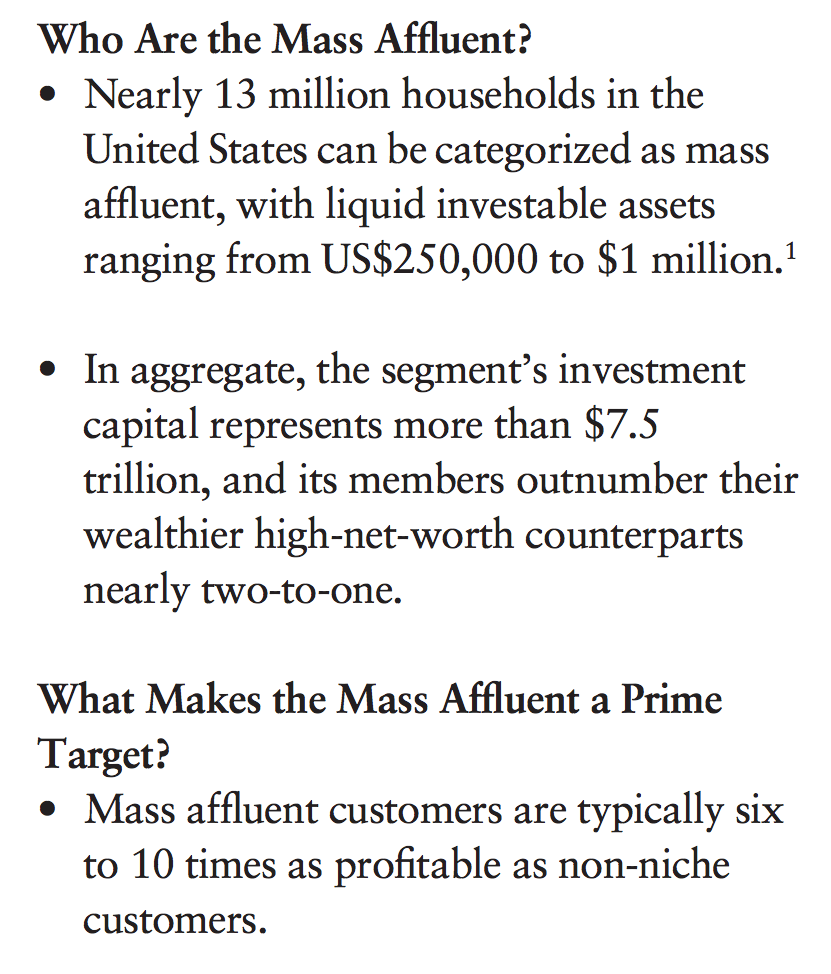 Who Are the Mass Affluent?
• Nearly 13 million households in the
United States can be categorized as mass
affluent, with liquid investable assets
ranging from US$250,000 to $1 million.¹
• In aggregate, the segment’s investment
capital represents more than $7.5
trillion, and its members outnumber their
wealthier high-net-worth counterparts
nearly two-to-one.
What Makes the Mass Affluent a Prime
Target?
• Mass affluent customers are typically six
to 10 times as profitable as non-niche
customers.